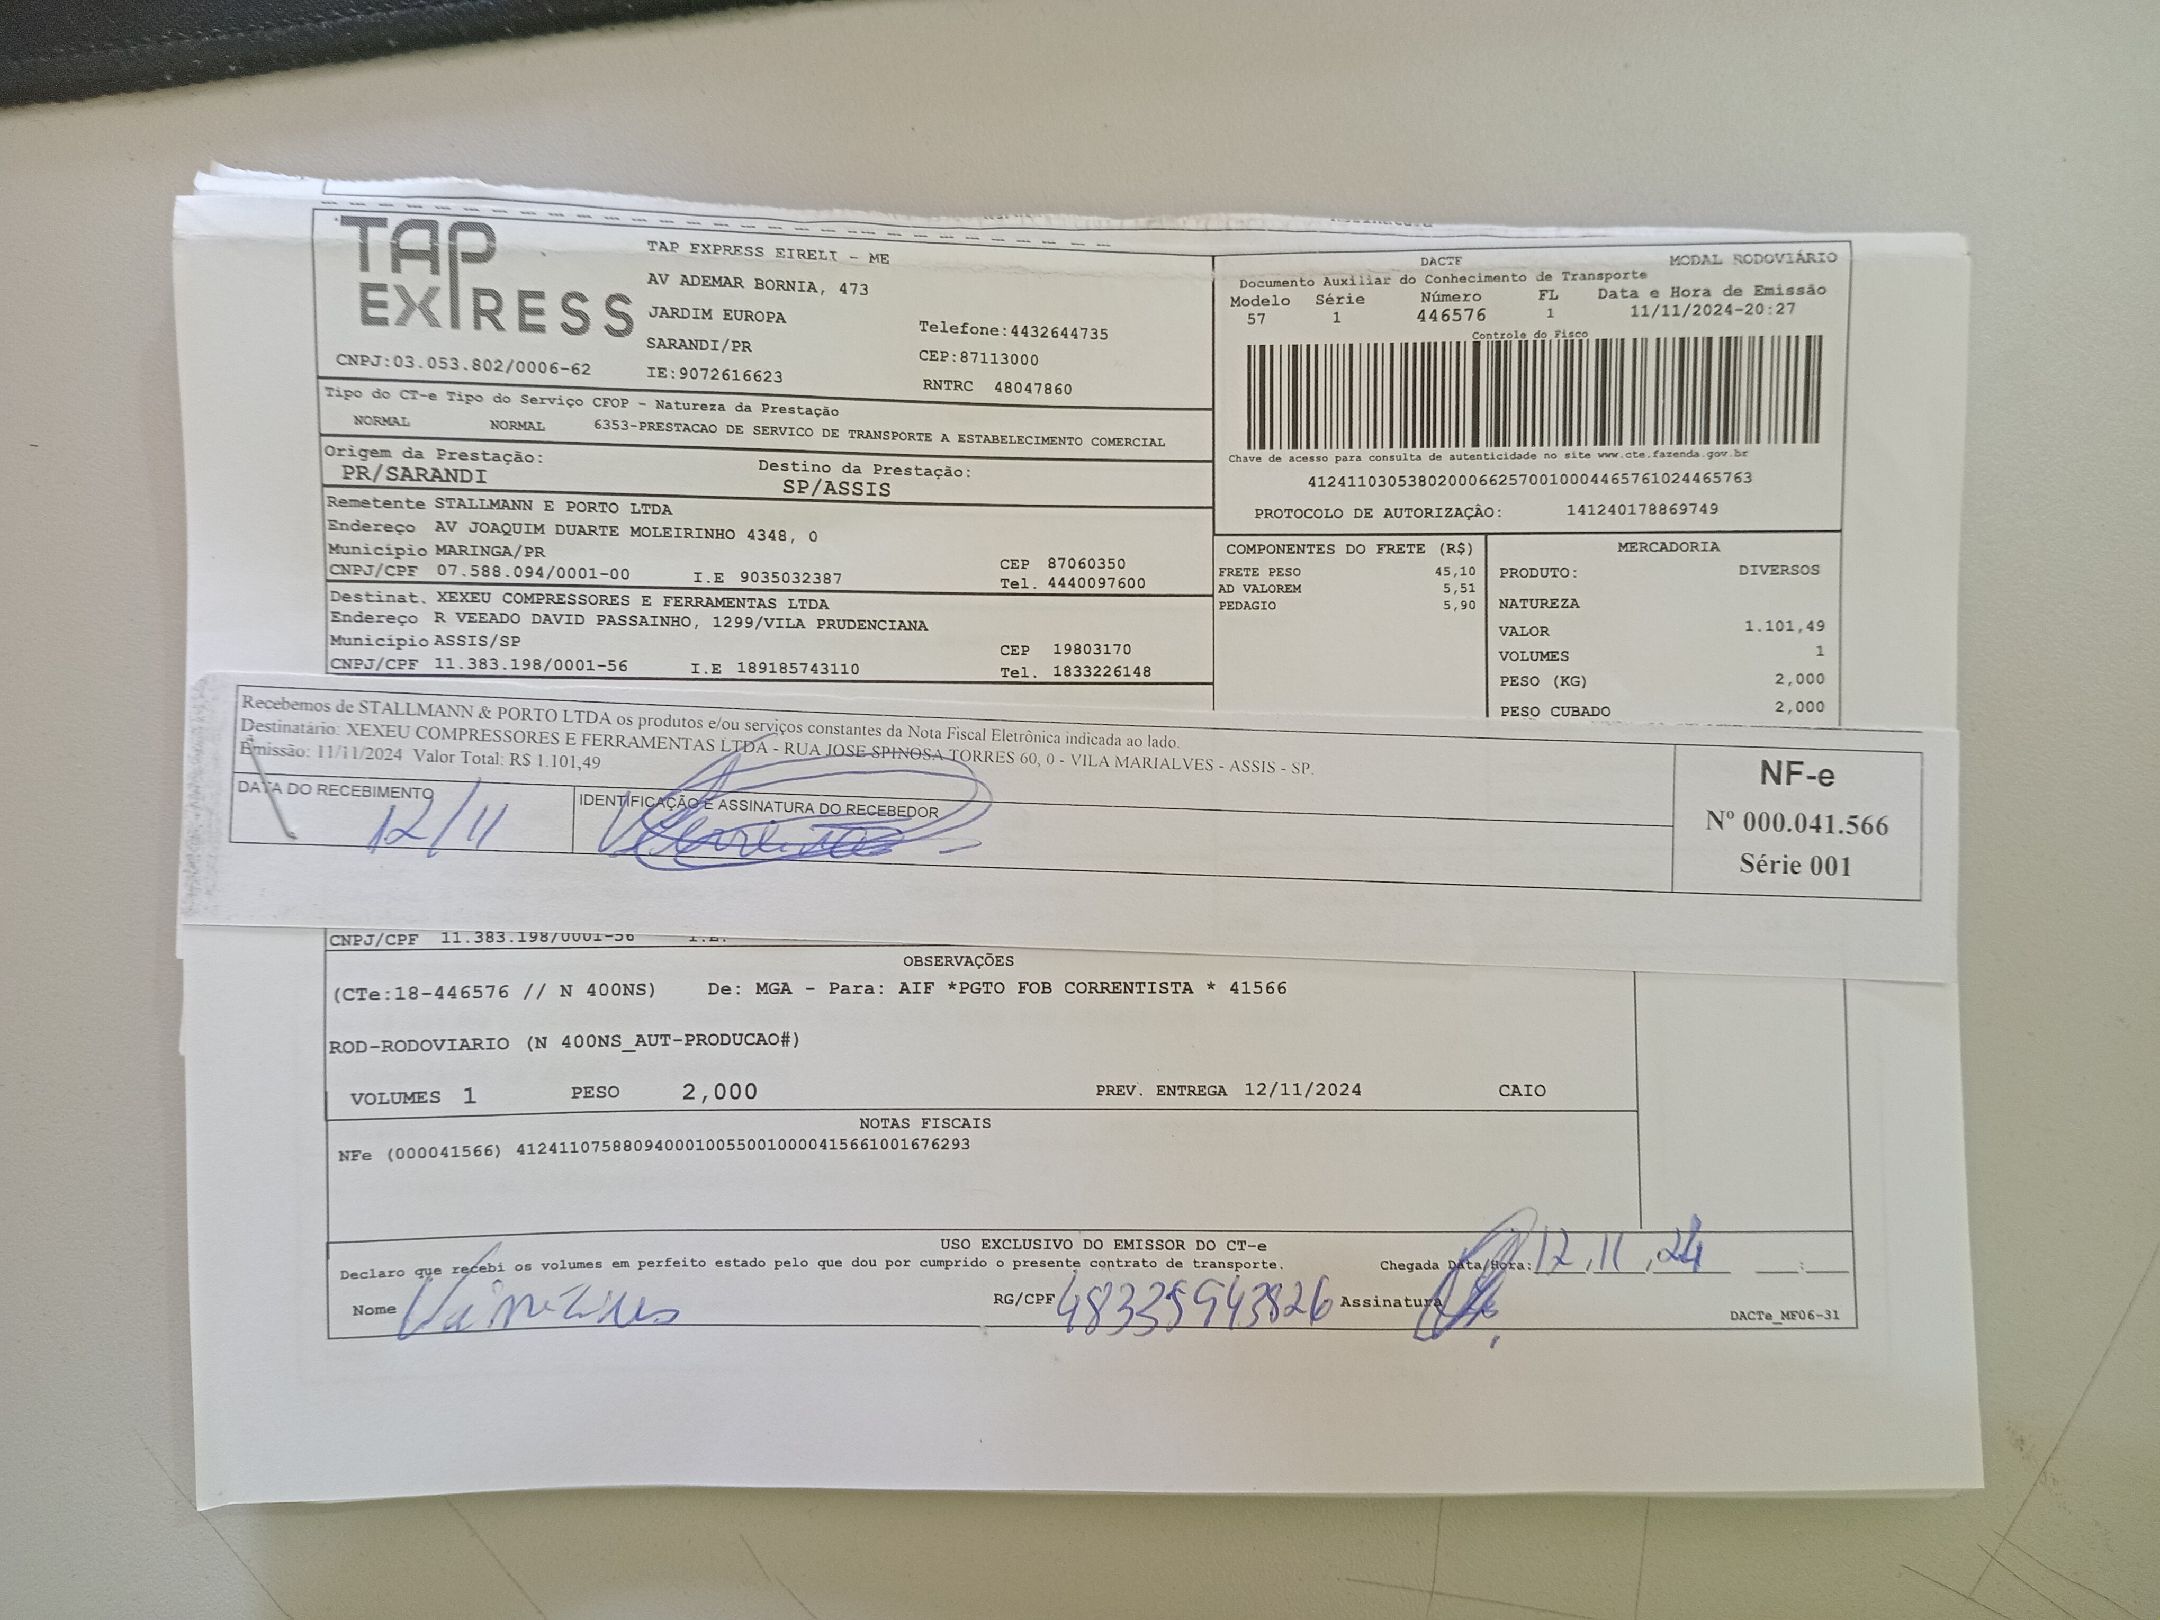 TAP EXPRESS
TAP EXPRESS EIRELI - ME
AV ADEMAR BORNIA, 473
JARDIM EUROPA
SARANDI/PR
IE:9072616623
Telefone:4432644735
CEP:87113000
RNTRC 48047860
CNPJ:03.053.802/0006-62
DACTE
MODAL RODOVIÁRIO
Documento Auxiliar do Conhecimento de Transporte
Modelo Série Número FL Data e Hora de Emissão
57 1 446576 1 11/11/2024-20:27
Controle do Fisco
Chave de acesso para consulta de autenticidade no site www.cte.fazenda.gov.br
41241103053802000662570010004465761024465763
PROTOCOLO DE AUTORIZAÇÃO: 141240178869749
Tipo do CT-e Tipo do Serviço CFOP - Natureza da Prestação
NORMAL NORMAL 6353-PRESTACAO DE SERVICO DE TRANSPORTE A ESTABELECIMENTO COMERCIAL
Origem da Prestação: Destino da Prestação:
PR/SARANDI SP/ASSIS
Remetente STALLMANN E PORTO LTDA
Endereço AV JOAQUIM DUARTE MOLEIRINHO 4348, 0
Município MARINGA/PR CEP 87060350
CNPJ/CPF 07.588.094/0001-00 I.E 9035032387 Tel. 4440097600
Destinat. XEXEU COMPRESSORES E FERRAMENTAS LTDA
Endereço R VEEADO DAVID PASSAINHO, 1299/VILA PRUDENCIANA
Município ASSIS/SP CEP 19803170
CNPJ/CPF 11.383.198/0001-56 I.E 189185743110 Tel. 1833226148
COMPONENTES DO FRETE (R$)
FRETE PESO 45,10
AD VALOREM 5,51
PEDAGIO 5,90
MERCADORIA
PRODUTO: DIVERSOS
NATUREZA
VALOR 1.101,49
VOLUMES 1
PESO (KG) 2,000
PESO CUBADO 2,000
Recebemos de STALLMANN & PORTO LTDA os produtos e/ou serviços constantes da Nota Fiscal Eletrônica indicada ao lado.
Destinatário: XEXEU COMPRESSORES E FERRAMENTAS LTDA - RUA JOSE SPINOSA TORRES 60, 0 - VILA MARIALVES - ASSIS - SP.
Emissão: 11/11/2024 Valor Total: R$ 1.101,49
DATA DO RECEBIMENTO
12/11
IDENTIFICAÇÃO E ASSINATURA DO RECEBEDOR
NF-e
Nº 000.041.566
Série 001
CNPJ/CPF 11.383.198/0001-56 I.E.
OBSERVAÇÕES
(CTe:18-446576 // N 400NS) De: MGA - Para: AIF *PGTO FOB CORRENTISTA * 41566
ROD-RODOVIARIO (N 400NS_AUT-PRODUCAO#)
VOLUMES 1 PESO 2,000 PREV. ENTREGA 12/11/2024 CAIO
NOTAS FISCAIS
NFe (000041566) 41241107588094000100550010000415661001676293
USO EXCLUSIVO DO EMISSOR DO CT-e
Declaro que recebi os volumes em perfeito estado pelo que dou por cumprido o presente contrato de transporte. Chegada Data/Hora: 12,11,24 :
Nome RG/CPF 48335943826 Assinatura
DACTe_MF06-31